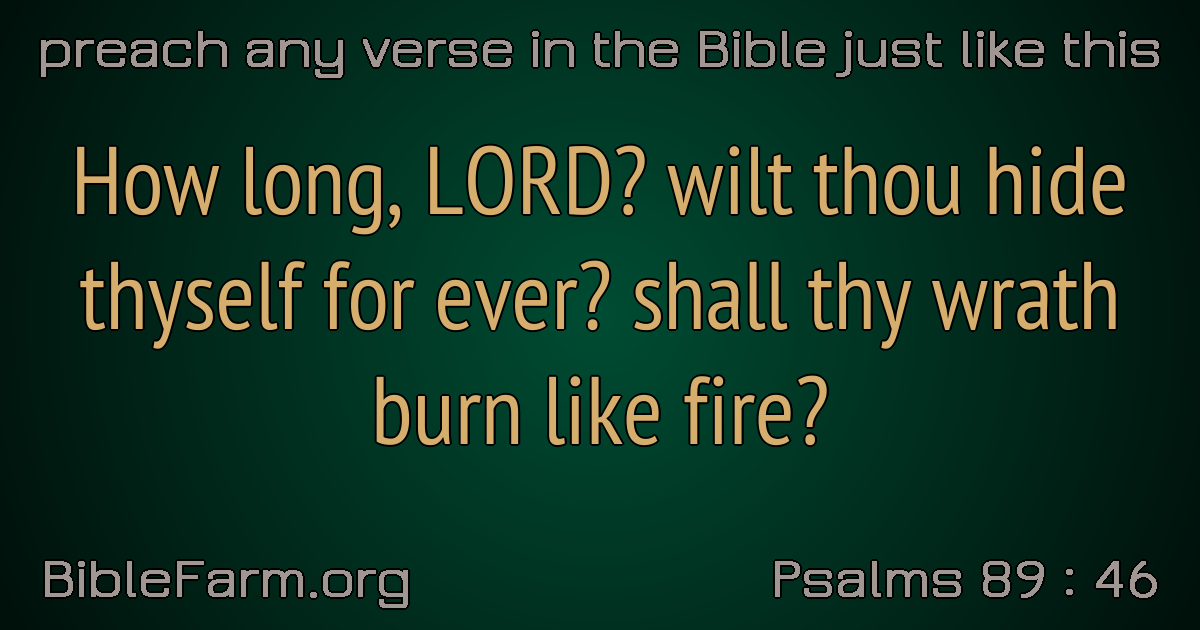 preach any verse in the Bible just like this
How long, LORD? wilt thou hide
thyself for ever? shall thy wrath
burn like fire?
BibleFarm.org
Psalms 89 : 46